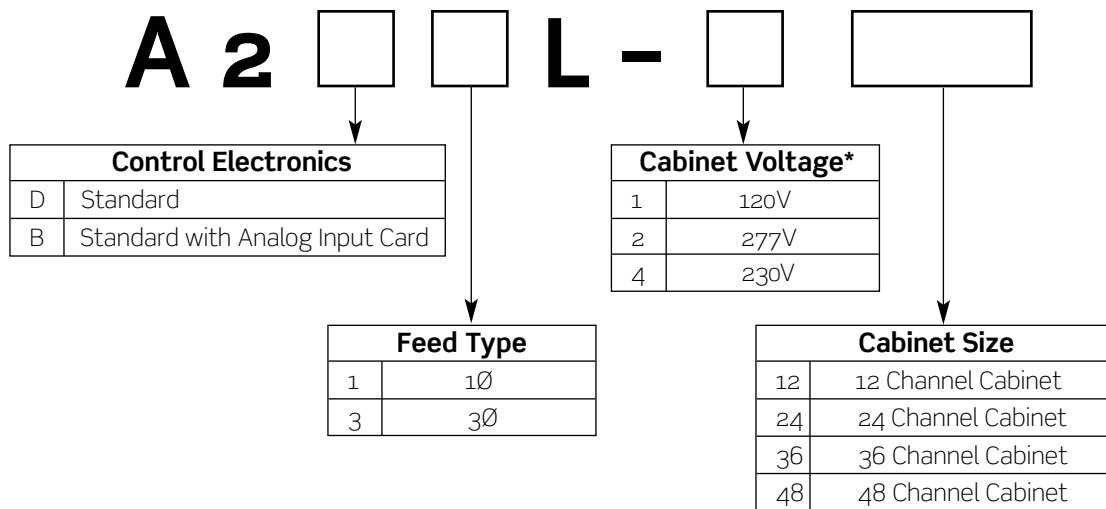 A 2 L -
Control Electronics
D Standard
B Standard with Analog Input Card
Cabinet Voltage*
1 120V
2 277V
4 230V
Feed Type
1 1Ø
3 3Ø
Cabinet Size
12 12 Channel Cabinet
24 24 Channel Cabinet
36 36 Channel Cabinet
48 48 Channel Cabinet